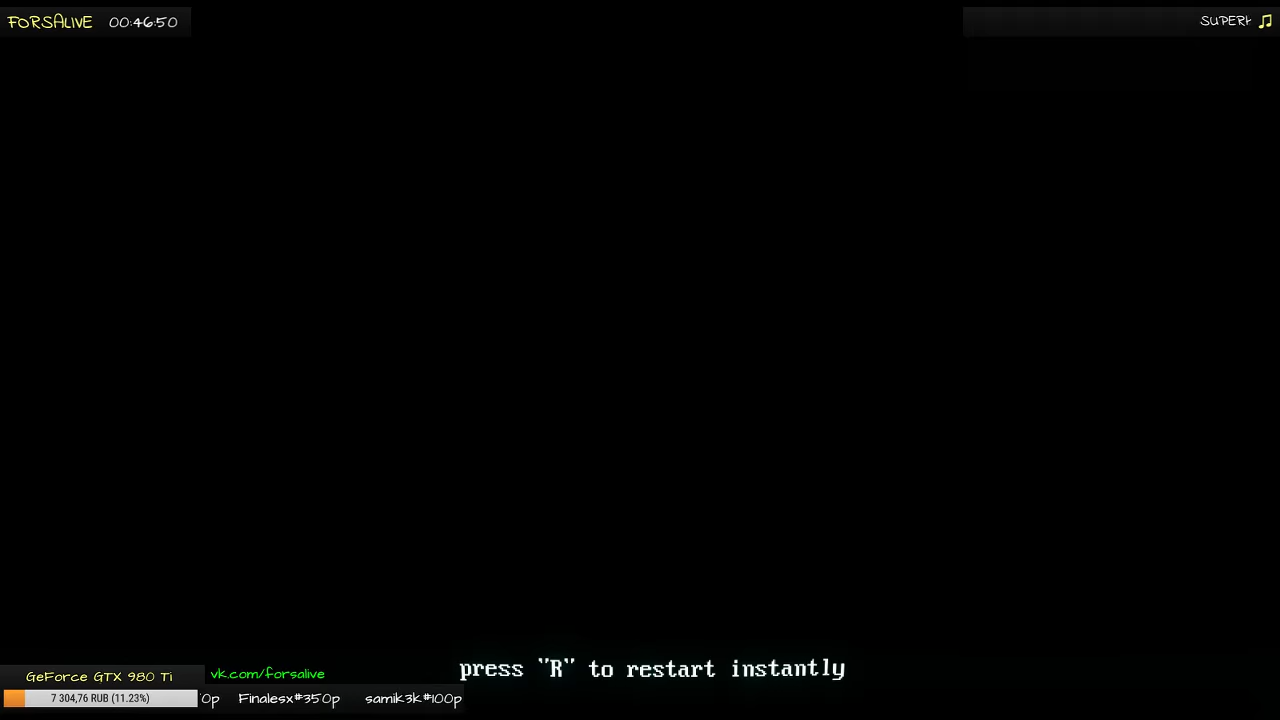 FORSALIVE 00:46:50
SUPERH
press "R" to restart instantly
GeForce GTX 980 Ti vk.com/forsalive
7 304,76 RUB (11.23%) 0p Finalesx#350p samik3k#100p